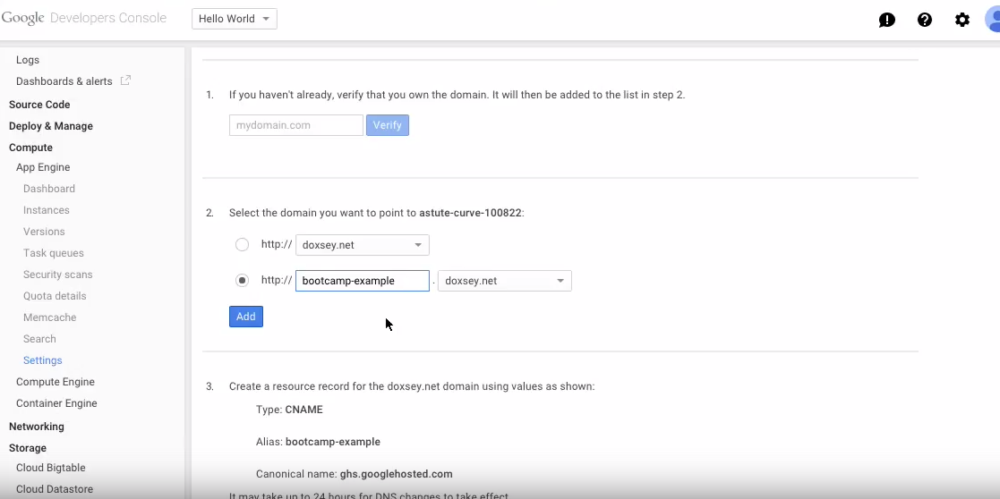 Google Developers Console
Hello World
Logs
Dashboards & alerts
Source Code
Deploy & Manage
Compute
App Engine
Dashboard
Instances
Versions
Task queues
Security scans
Quota details
Memcache
Search
Settings
Compute Engine
Container Engine
Networking
Storage
Cloud Bigtable
Cloud Datastore
1. If you haven't already, verify that you own the domain. It will then be added to the list in step 2.
mydomain.com Verify
2. Select the domain you want to point to astute-curve-100822:
http:// doxsey.net
http:// bootcamp-example . doxsey.net
Add
3. Create a resource record for the doxsey.net domain using values as shown:
Type: CNAME
Alias: bootcamp-example
Canonical name: ghs.googlehosted.com
It may take up to 24 hours for DNS changes to take effect